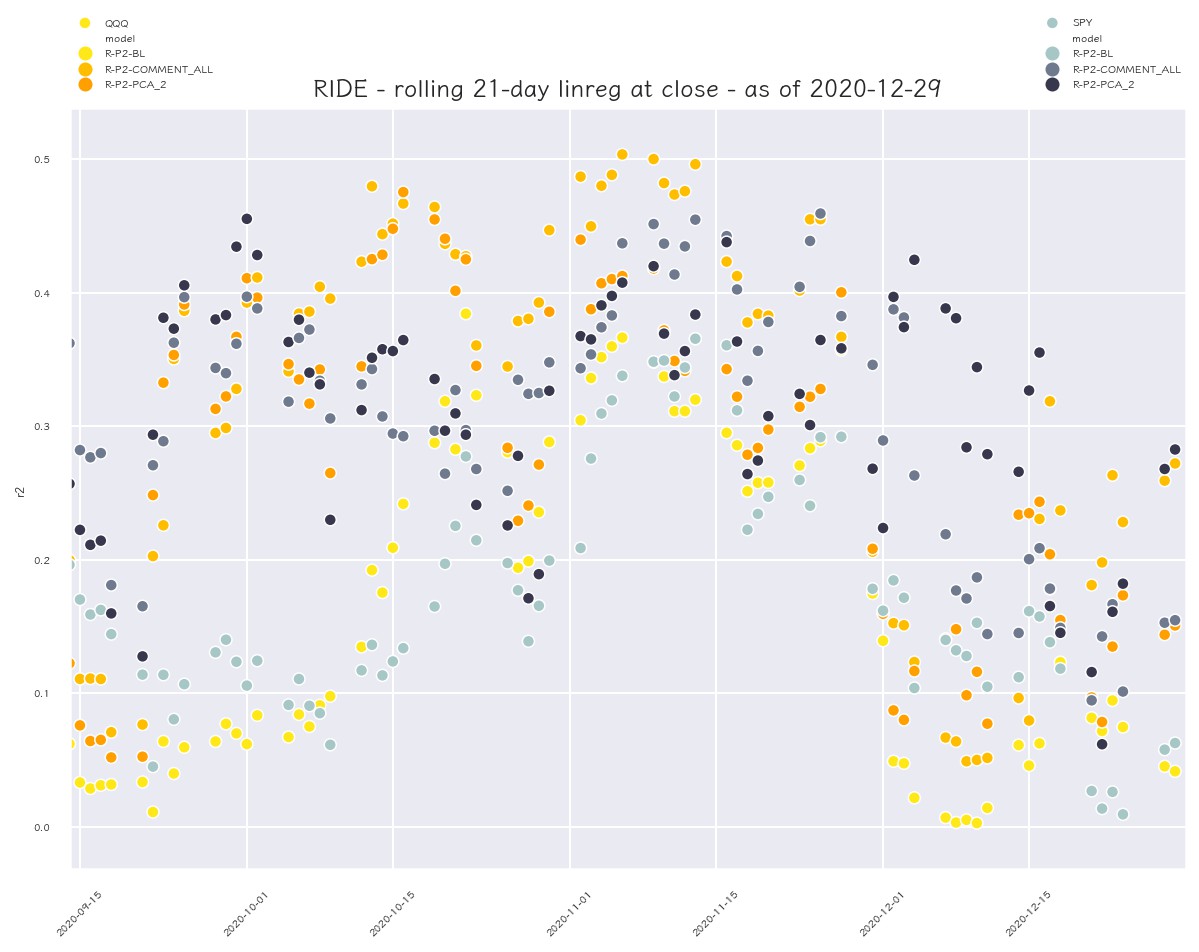 QQQ
model
R-P2-BL
R-P2-COMMENT_ALL
R-P2-PCA_2
SPY
model
R-P2-BL
R-P2-COMMENT_ALL
R-P2-PCA_2
RIDE - rolling 21-day linreg at close - as of 2020-12-29
0.5
0.4
0.3
0.2
0.1
0.0
r2
2020-09-15
2020-10-01
2020-10-15
2020-11-01
2020-11-15
2020-12-01
2020-12-15